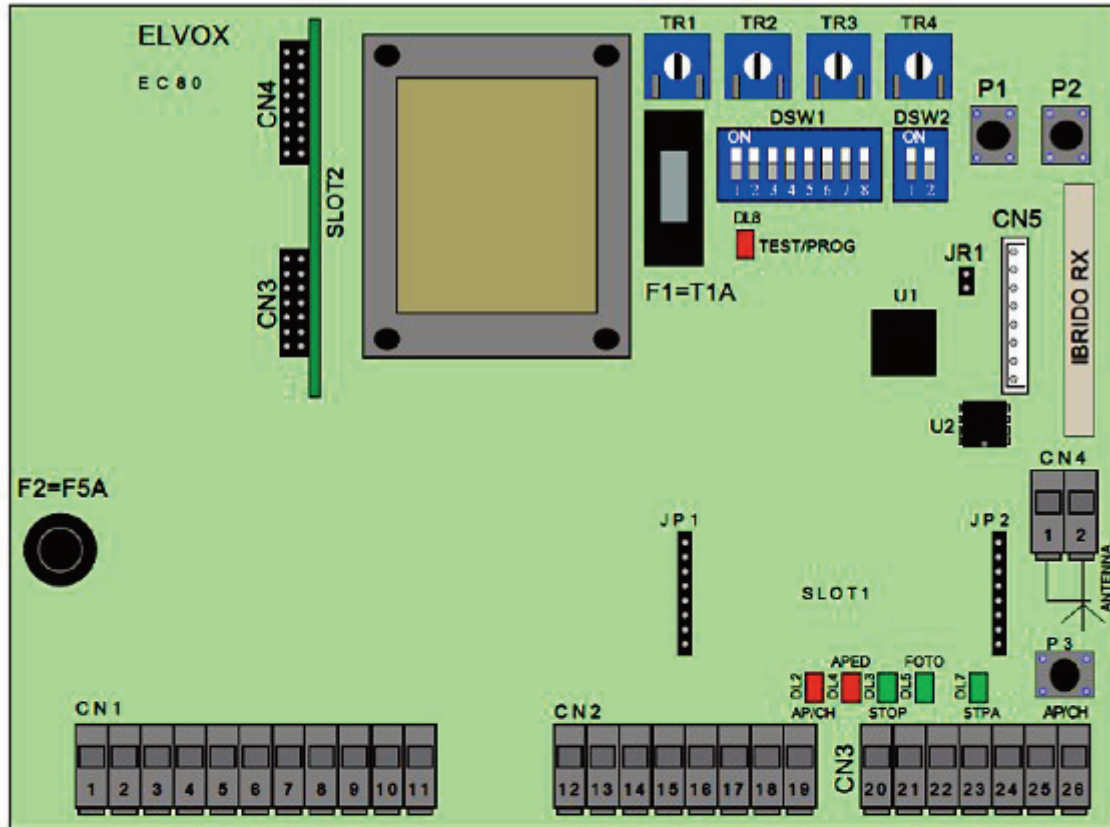 TR1 TR2 TR3 TR4
ELVOX
EC80
CN4
SLOT2
CN3
P1 P2
DSW1 DSW2
ON ON
1 2 3 4 5 6 7 8 1 2
DL8
TEST/PROG
F1=T1A
CN5
JR1
U1
IBRIDO RX
U2
CN4
1 2
ANTENNA
F2=F5A
JP1 JP2
SLOT1
P3
APED FOTO
DL2 DL4 DL3 DL5 DL7
AP/CH STOP STPA AP/CH
CN1 CN2 CN3
1 2 3 4 5 6 7 8 9 10 11 12 13 14 15 16 17 18 19 20 21 22 23 24 25 26